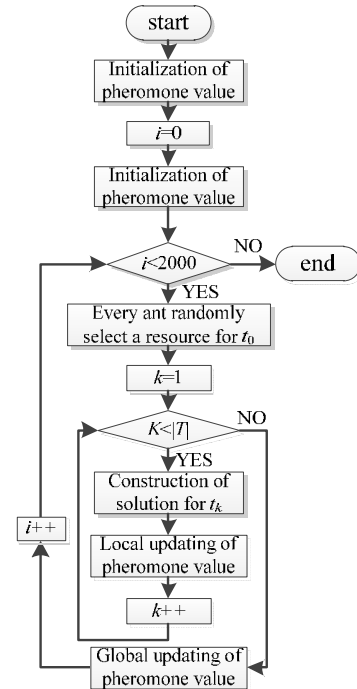 start
Initialization of
pheromone value
i=0
Initialization of
pheromone value
i<2000
NO
end
YES
Every ant randomly
select a resource for t₀
k=1
K<|T|
NO
YES
Construction of
solution for tₖ
i++
Local updating of
pheromone value
k++
Global updating of
pheromone value